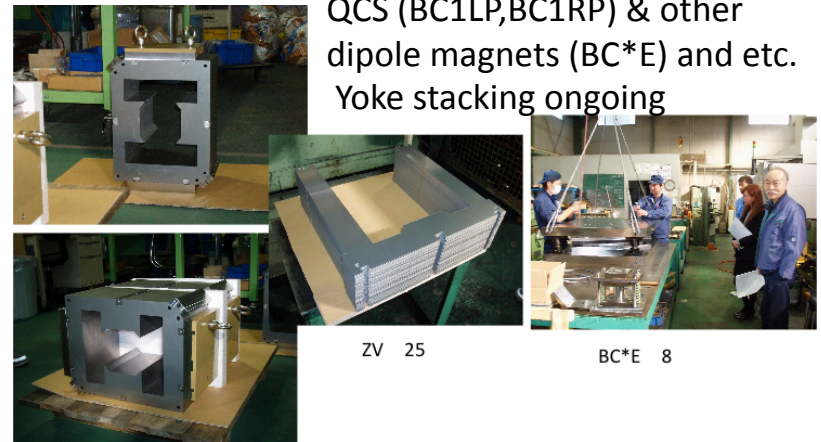 QCS (BC1LP,BC1RP) & other
dipole magnets (BC*E) and etc.
Yoke stacking ongoing
ZV 25
BC*E 8